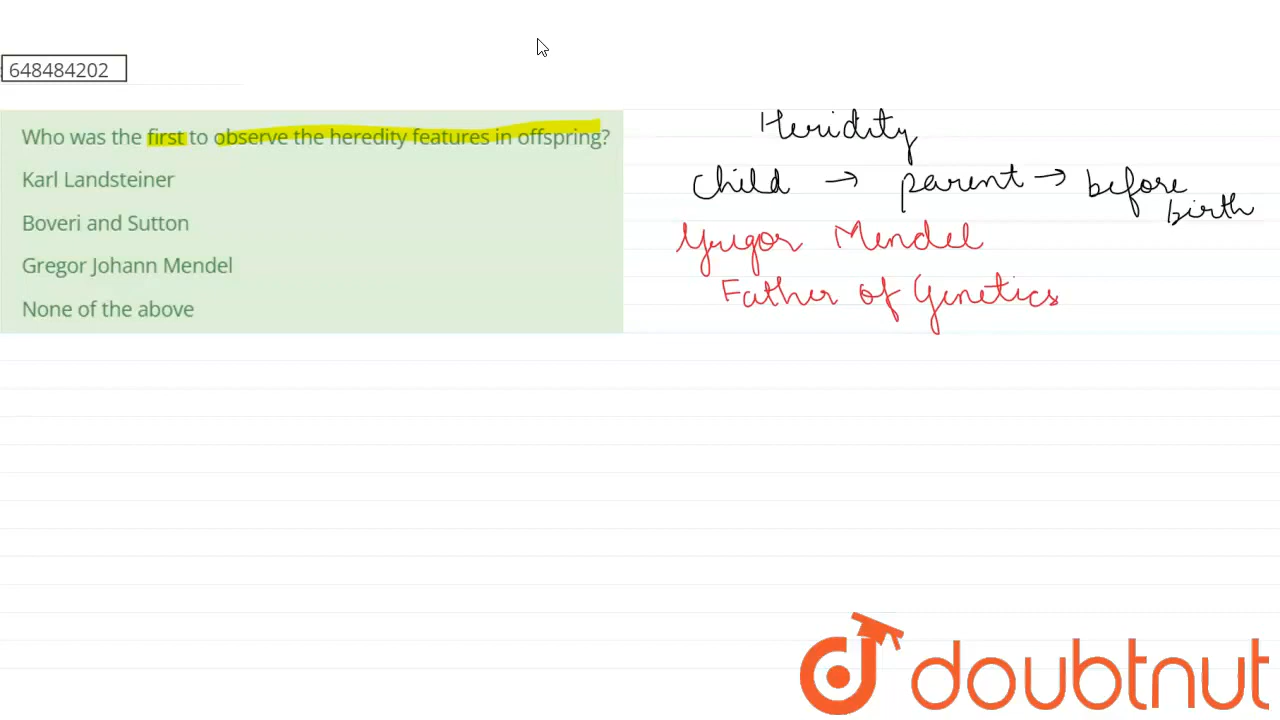 648484202
Who was the first to observe the heredity features in offspring?
Karl Landsteiner
Boveri and Sutton
Gregor Johann Mendel
None of the above
Heridity
child → parent → before
birth
Grigor Mendel
Father of Genetics
doubtnut